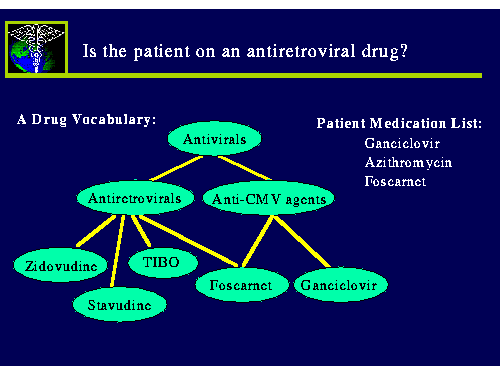 Is the patient on an antiretroviral drug?
A Drug Vocabulary:
Patient Medication List:
Ganciclovir
Azithromycin
Foscarnet
Antivirals
Antiretrovirals
Anti-CMV agents
Zidovudine
TIBO
Stavudine
Foscarnet
Ganciclovir